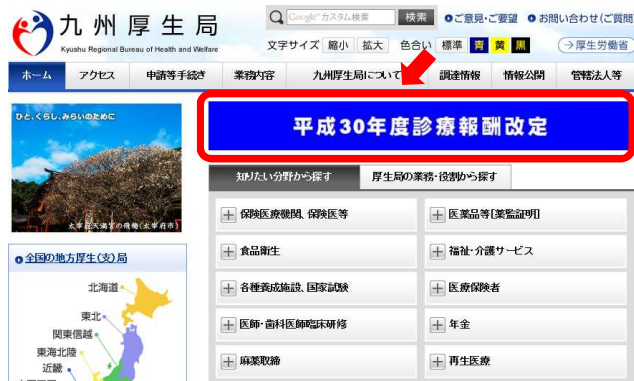 九州厚生局
Kyushu Regional Bureau of Health and Welfare
Google™カスタム検索
検索
ご意見・ご要望
お問い合わせ(ご質問
文字サイズ 縮小 拡大 色合い 標準 青 黄 黒
厚生労働省
ホーム アクセス 申請等手続き 業務内容 九州厚生局について 調達情報 情報公開 管轄法人等
ひと、くらし、みらいのために
平成30年度診療報酬改定
太宰府天満宮の飛梅(太宰府市)
知りたい分野から探す 厚生局の業務・役割から探す
保険医療機関、保険医等 医薬品等[薬監証明]
食品衛生 福祉・介護サービス
全国の地方厚生(支)局
各種養成施設、国家試験 医療保険者
医師・歯科医師臨床研修 年金
麻薬取締 再生医療
北海道
東北
関東信越
東海北陸
近畿